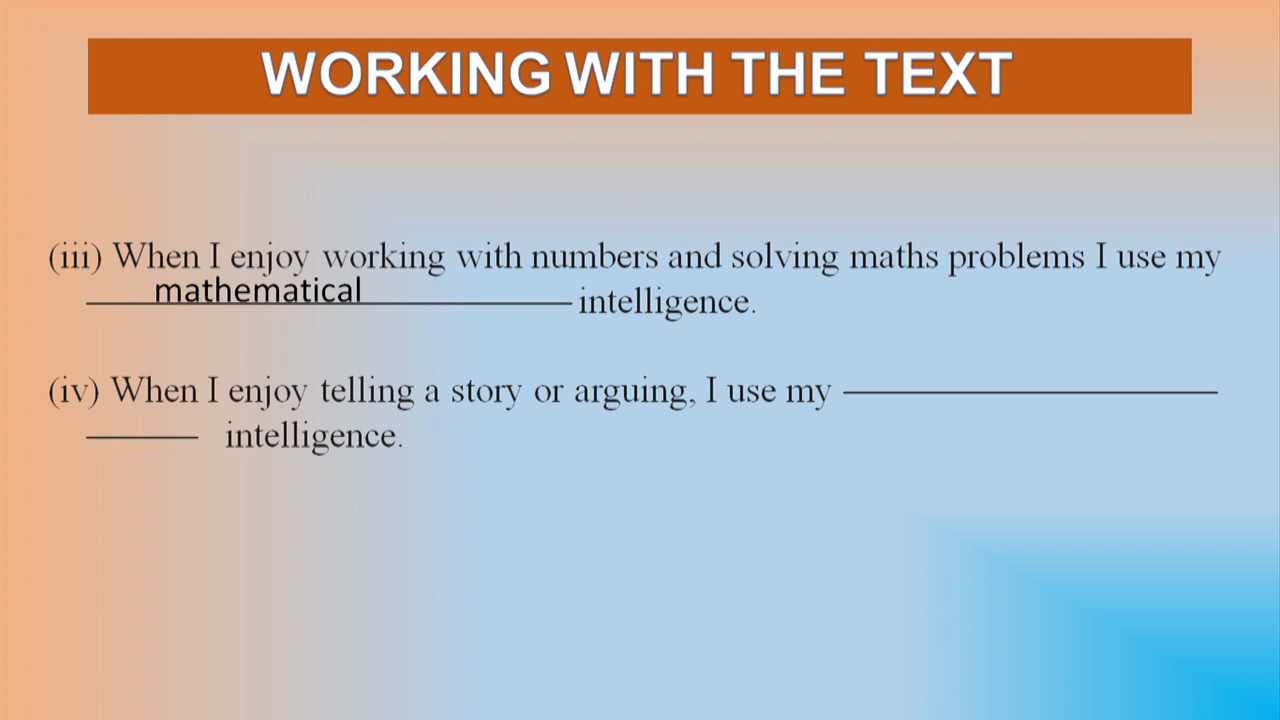 WORKING WITH THE TEXT
(iii) When I enjoy working with numbers and solving maths problems I use my
mathematical intelligence.
(iv) When I enjoy telling a story or arguing, I use my
intelligence.